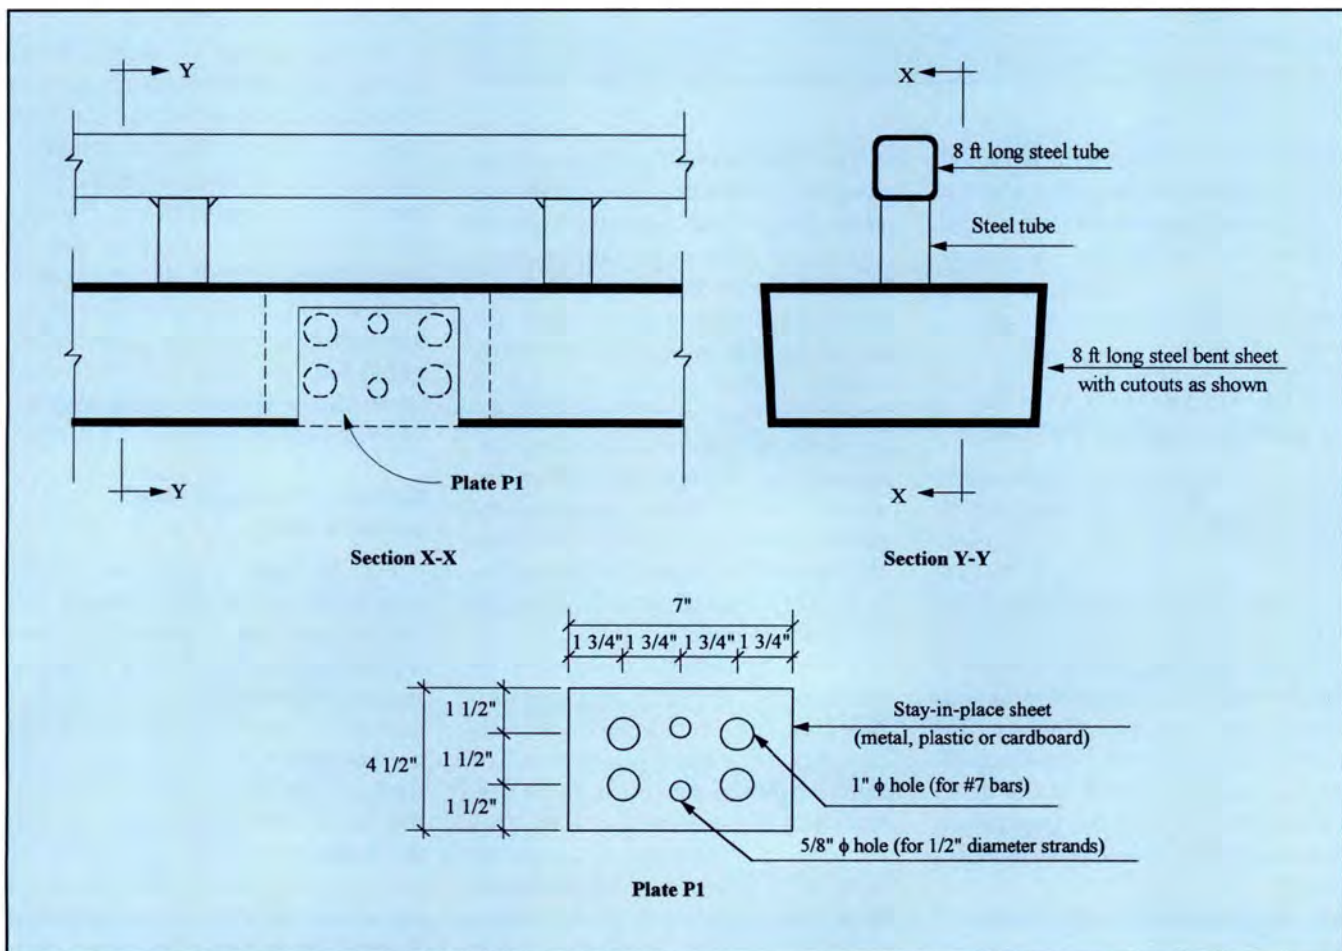 Y
X
8 ft long steel tube
Steel tube
8 ft long steel bent sheet
with cutouts as shown
Plate P1
Y
X
Section X-X
Section Y-Y
7"
1 3/4" 1 3/4" 1 3/4" 1 3/4"
1 1/2"
Stay-in-place sheet
(metal, plastic or cardboard)
4 1/2"
1 1/2"
1" ϕ hole (for #7 bars)
1 1/2"
5/8" ϕ hole (for 1/2" diameter strands)
Plate P1